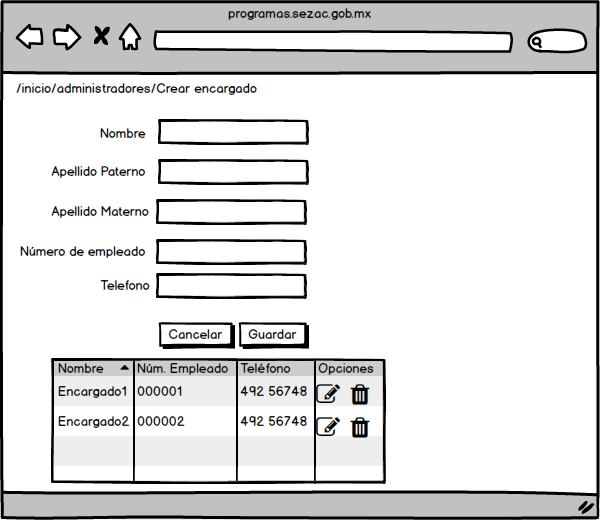 programas.sezac.gob.mx
/inicio/administradores/Crear encargado
Nombre
Apellido Paterno
Apellido Materno
Número de empleado
Telefono
Cancelar Guardar
Nombre Núm. Empleado Teléfono Opciones
Encargado1 000001 492 56748
Encargado2 000002 492 56748